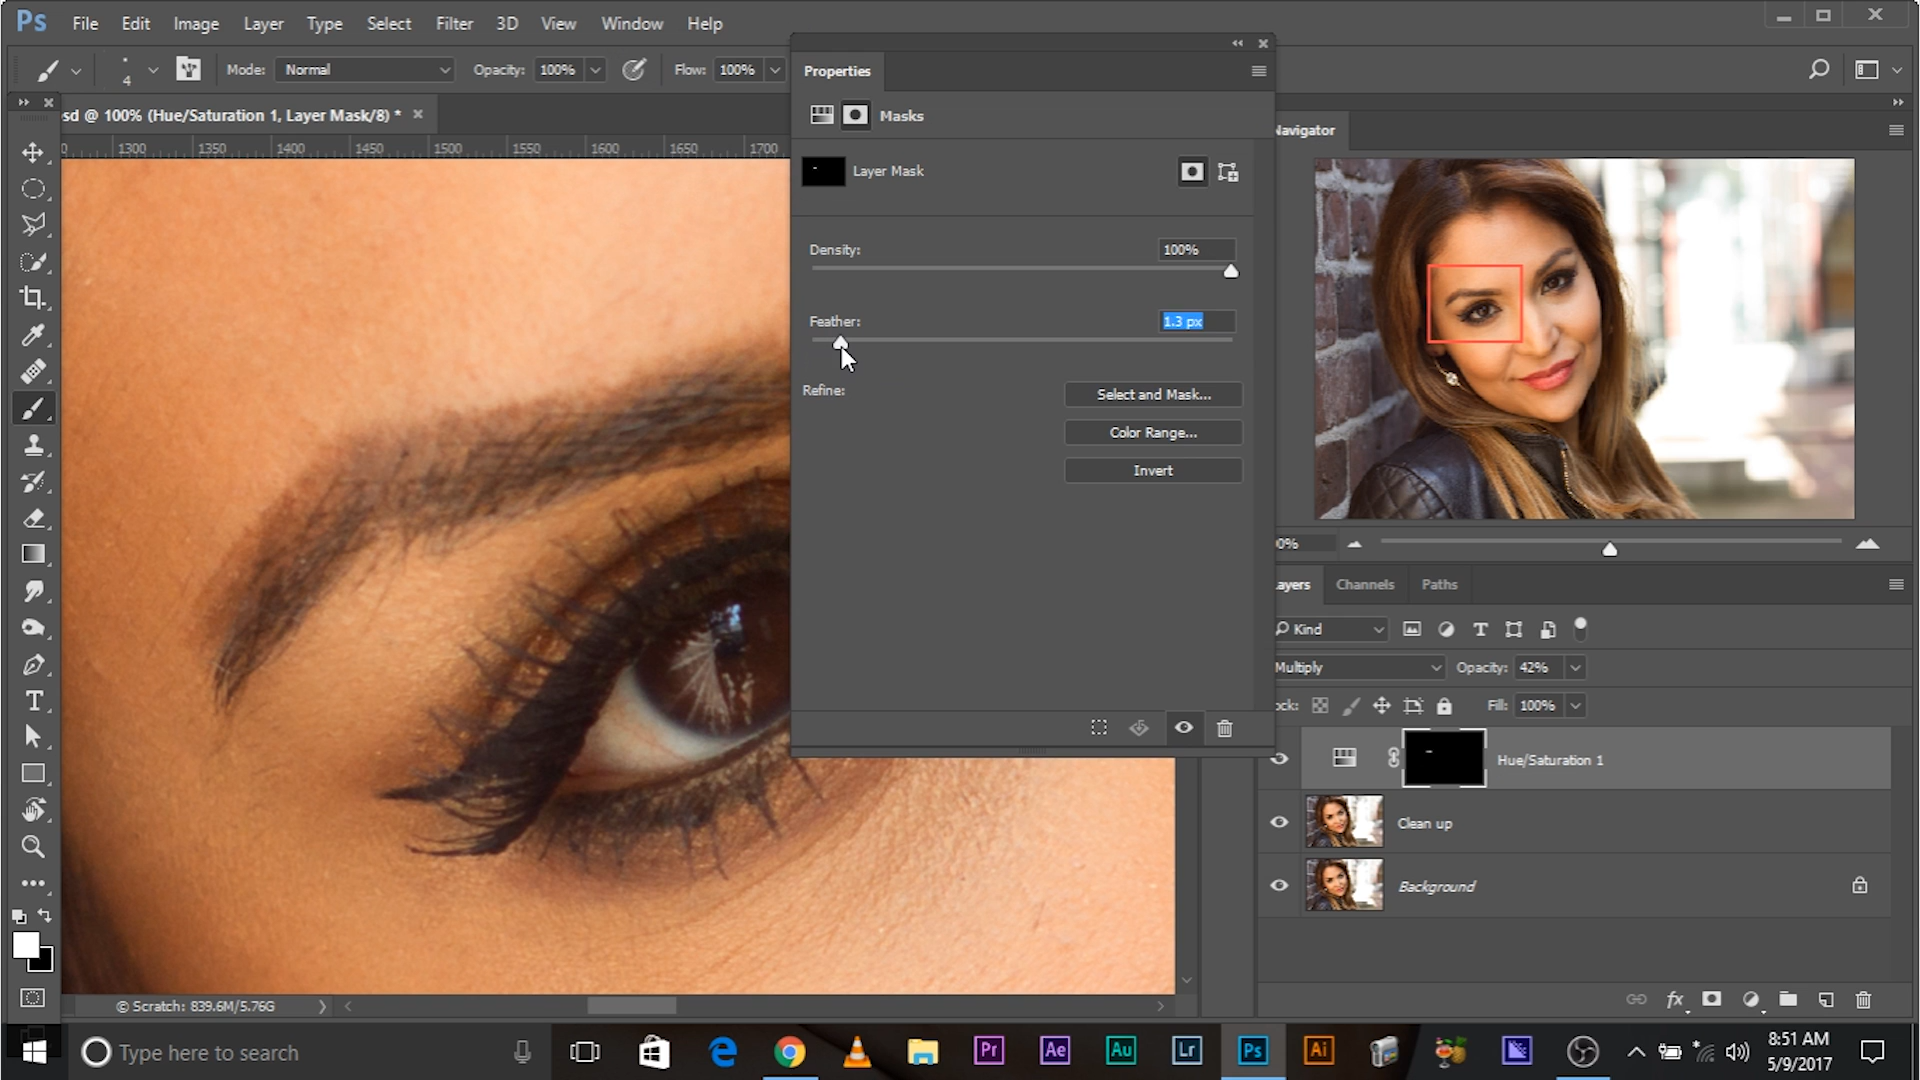 Ps File Edit Image Layer Type Select Filter 3D View Window Help
4 Mode: Normal Opacity: 100% Flow: 100%
sd @ 100% (Hue/Saturation 1, Layer Mask/8) *
1300 1350 1400 1450 1500 1550 1600 1650 1700
Properties
Masks
Layer Mask
Density: 100%
Feather: 1.3 px
Refine: Select and Mask...
Color Range...
Invert
Navigator
0%
ayers Channels Paths
Kind
Multiply Opacity: 42%
ock: Fill: 100%
Hue/Saturation 1
Clean up
Background
fx
Scratch: 839.6M/5.76G
Type here to search
Pr Ae Au Lr Ps Ai
8:51 AM
5/9/2017